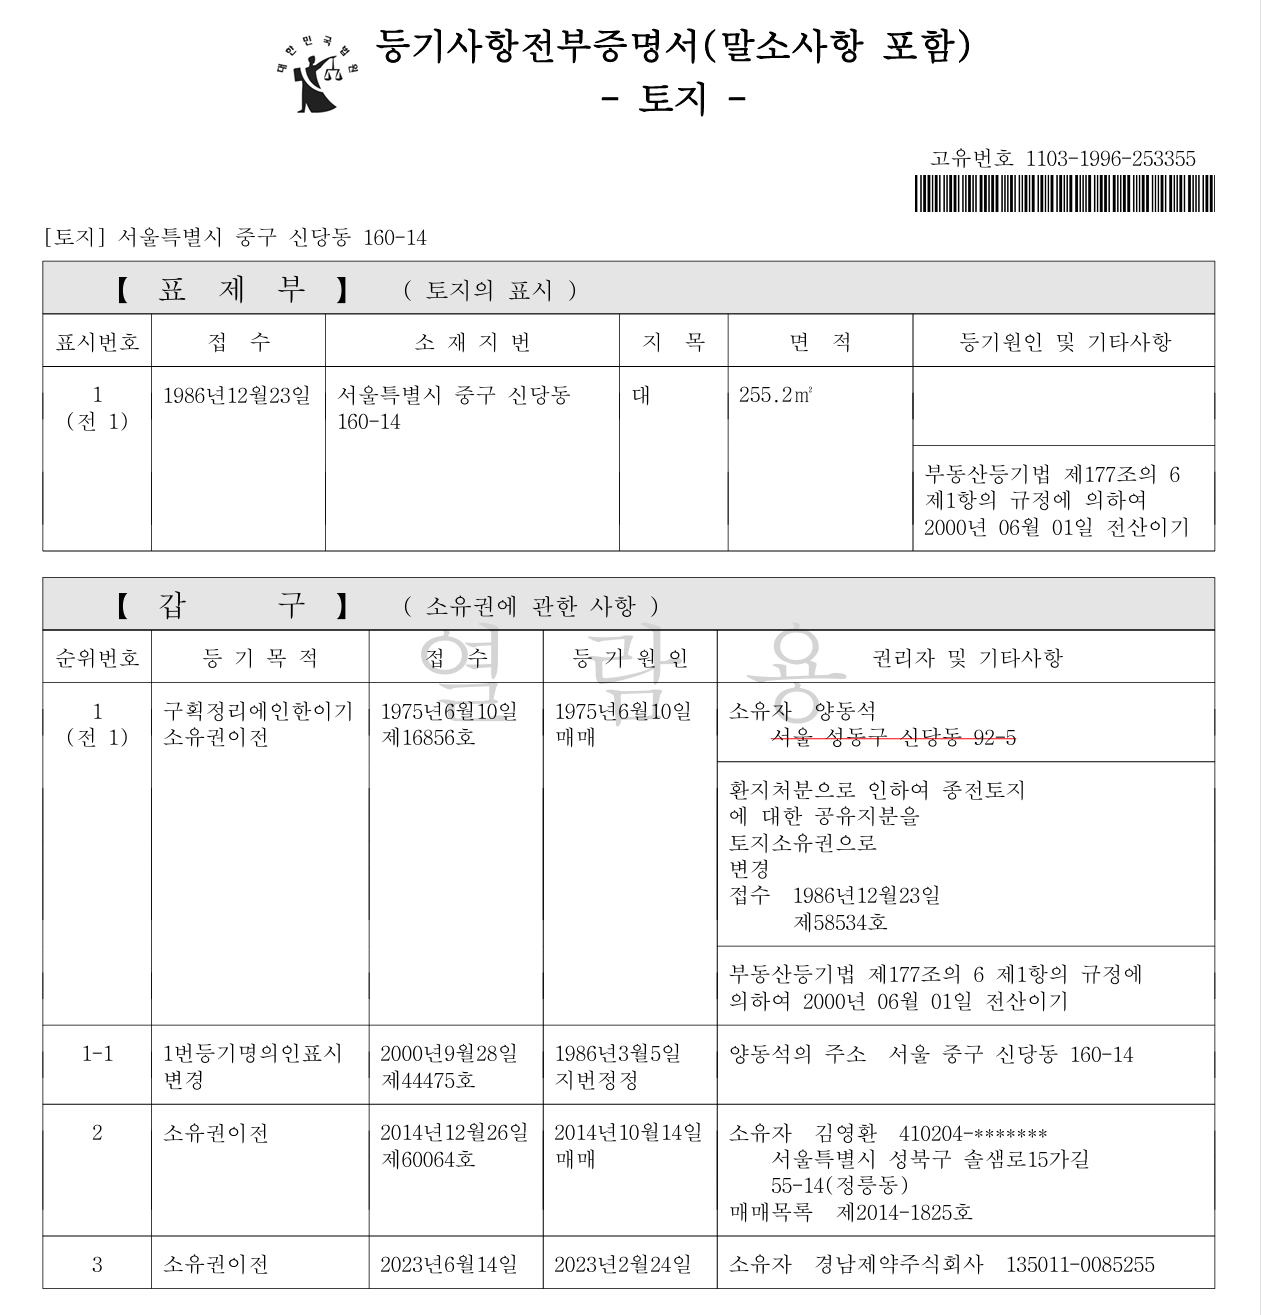 대한민국법원
등기사항전부증명서(말소사항 포함)
- 토지 -
고유번호 1103-1996-253355
[토지] 서울특별시 중구 신당동 160-14
【 표 제 부 】 ( 토지의 표시 )
표시번호 접 수 소 재 지 번 지 목 면 적 등기원인 및 기타사항
1 1986년12월23일 서울특별시 중구 신당동 대 255.2㎡
(전 1) 160-14
부동산등기법 제177조의 6
제1항의 규정에 의하여
2000년 06월 01일 전산이기
【 갑 구 】 ( 소유권에 관한 사항 )
열 람 용
순위번호 등 기 목 적 접 수 등 기 원 인 권리자 및 기타사항
1 구획정리에인한이기 1975년6월10일 1975년6월10일 소유자 양동석
(전 1) 소유권이전 제16856호 매매 서울 성동구 신당동 92-5
환지처분으로 인하여 종전토지
에 대한 공유지분을
토지소유권으로
변경
접수 1986년12월23일
제58534호
부동산등기법 제177조의 6 제1항의 규정에
의하여 2000년 06월 01일 전산이기
1-1 1번등기명의인표시 2000년9월28일 1986년3월5일 양동석의 주소 서울 중구 신당동 160-14
변경 제44475호 지번정정
2 소유권이전 2014년12월26일 2014년10월14일 소유자 김영환 410204-*******
제60064호 매매 서울특별시 성북구 솔샘로15가길
55-14(정릉동)
매매목록 제2014-1825호
3 소유권이전 2023년6월14일 2023년2월24일 소유자 경남제약주식회사 135011-0085255